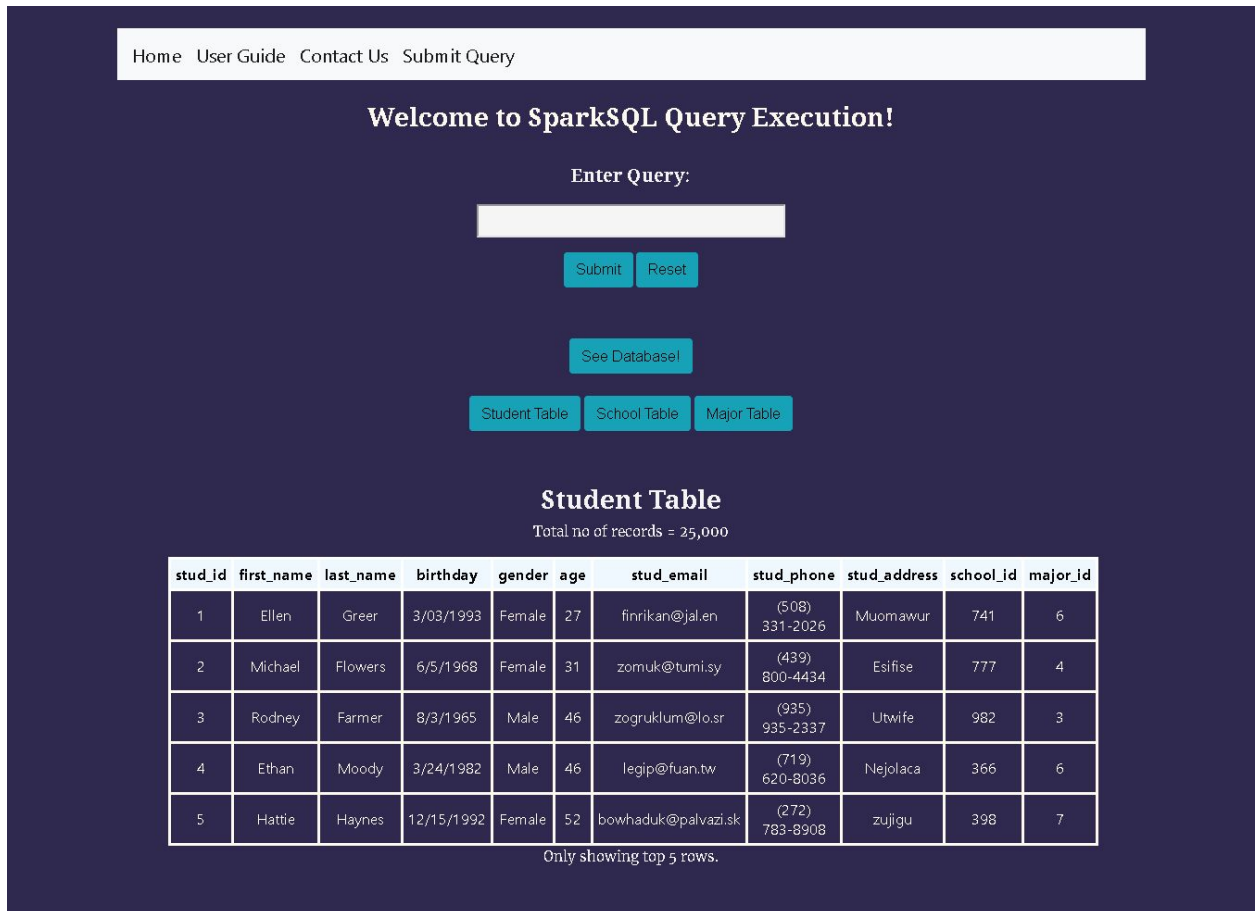 Home User Guide Contact Us Submit Query
Welcome to SparkSQL Query Execution!
Enter Query:
Submit Reset
See Database!
Student Table School Table Major Table
Student Table
Total no of records = 25,000
stud_id first_name last_name birthday gender age stud_email stud_phone stud_address school_id major_id
1 Ellen Greer 3/03/1993 Female 27 finrikan@jal.en (508) 331-2026 Muomawur 741 6
2 Michael Flowers 6/5/1968 Female 31 zomuk@tumi.sy (439) 800-4434 Esifise 777 4
3 Rodney Farmer 8/3/1965 Male 46 zogruklum@lo.sr (935) 935-2337 Utwife 982 3
4 Ethan Moody 3/24/1982 Male 46 legip@fuan.tw (719) 620-8036 Nejolaca 366 6
5 Hattie Haynes 12/15/1992 Female 52 bowhaduk@palvazi.sk (272) 783-8908 zujigu 398 7
Only showing top 5 rows.